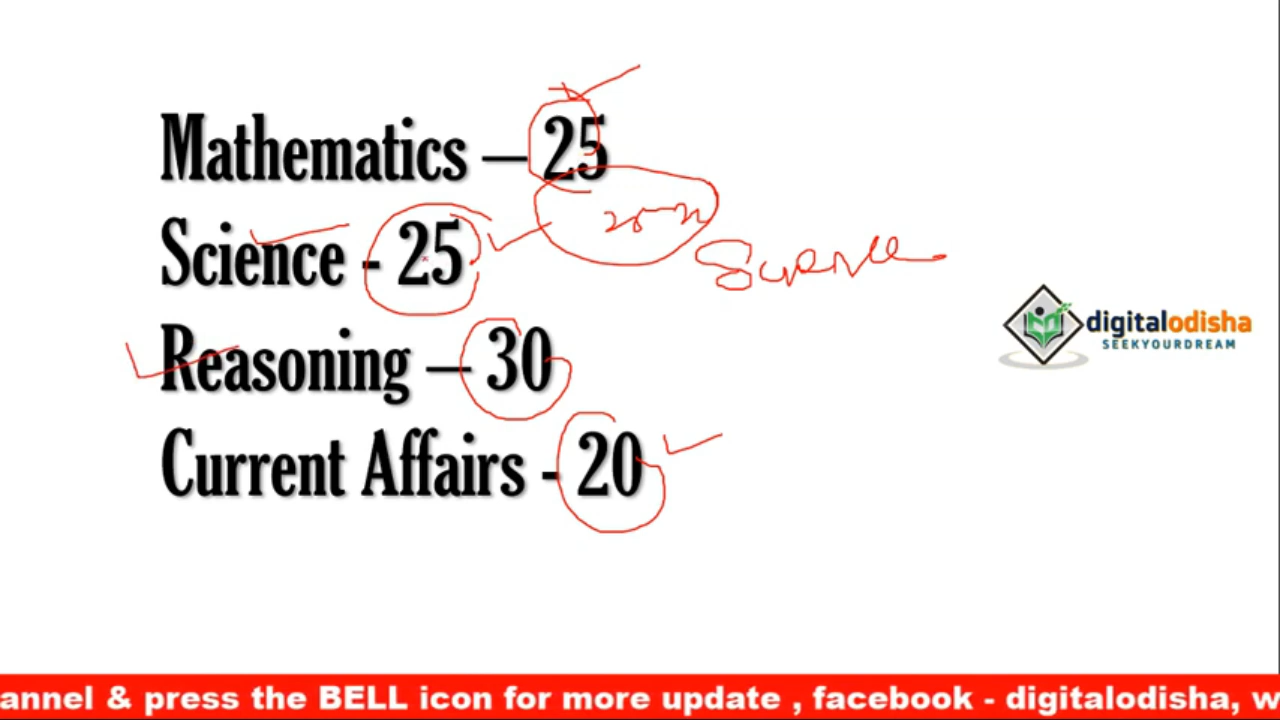 Mathematics – 25
Science - 25
Science
Reasoning – 30
Current Affairs - 20
digitalodisha
SEEKYOURDREAM
annel & press the BELL icon for more update , facebook - digitalodisha, w